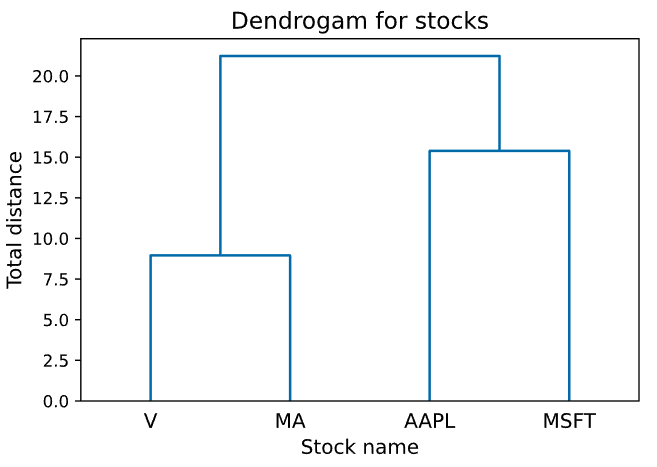 Dendrogam for stocks
20.0
17.5
15.0
12.5
10.0
7.5
5.0
2.5
0.0
Total distance
V MA AAPL MSFT
Stock name